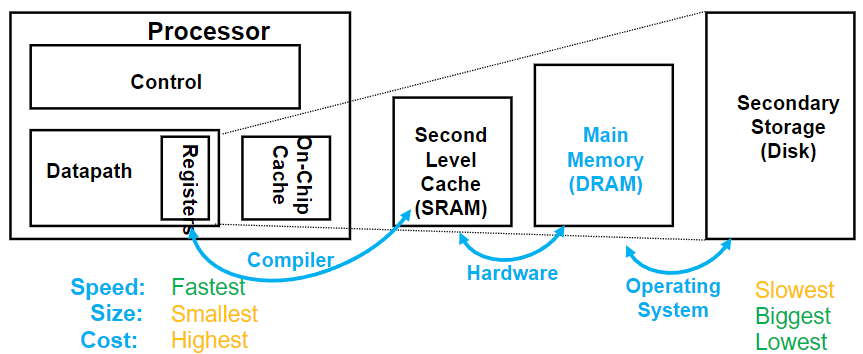 Processor
Control
Datapath
Registers
On-Chip
Cache
Second
Level
Cache
(SRAM)
Main
Memory
(DRAM)
Secondary
Storage
(Disk)
Compiler
Hardware
Operating
System
Speed: Fastest
Size: Smallest
Cost: Highest
Slowest
Biggest
Lowest